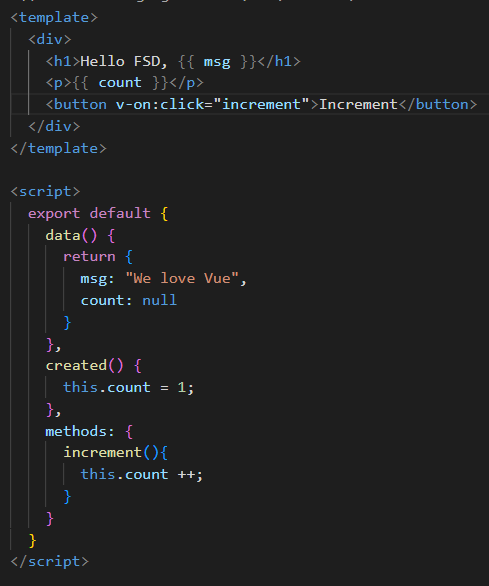 <template>
<div>
<h1>Hello FSD, {{ msg }}</h1>
<p>{{ count }}</p>
<button v-on:click="increment">Increment</button>
</div>
</template>
<script>
export default {
data() {
return {
msg: "We love Vue",
count: null
}
},
created() {
this.count = 1;
},
methods: {
increment(){
this.count ++;
}
}
}
</script>